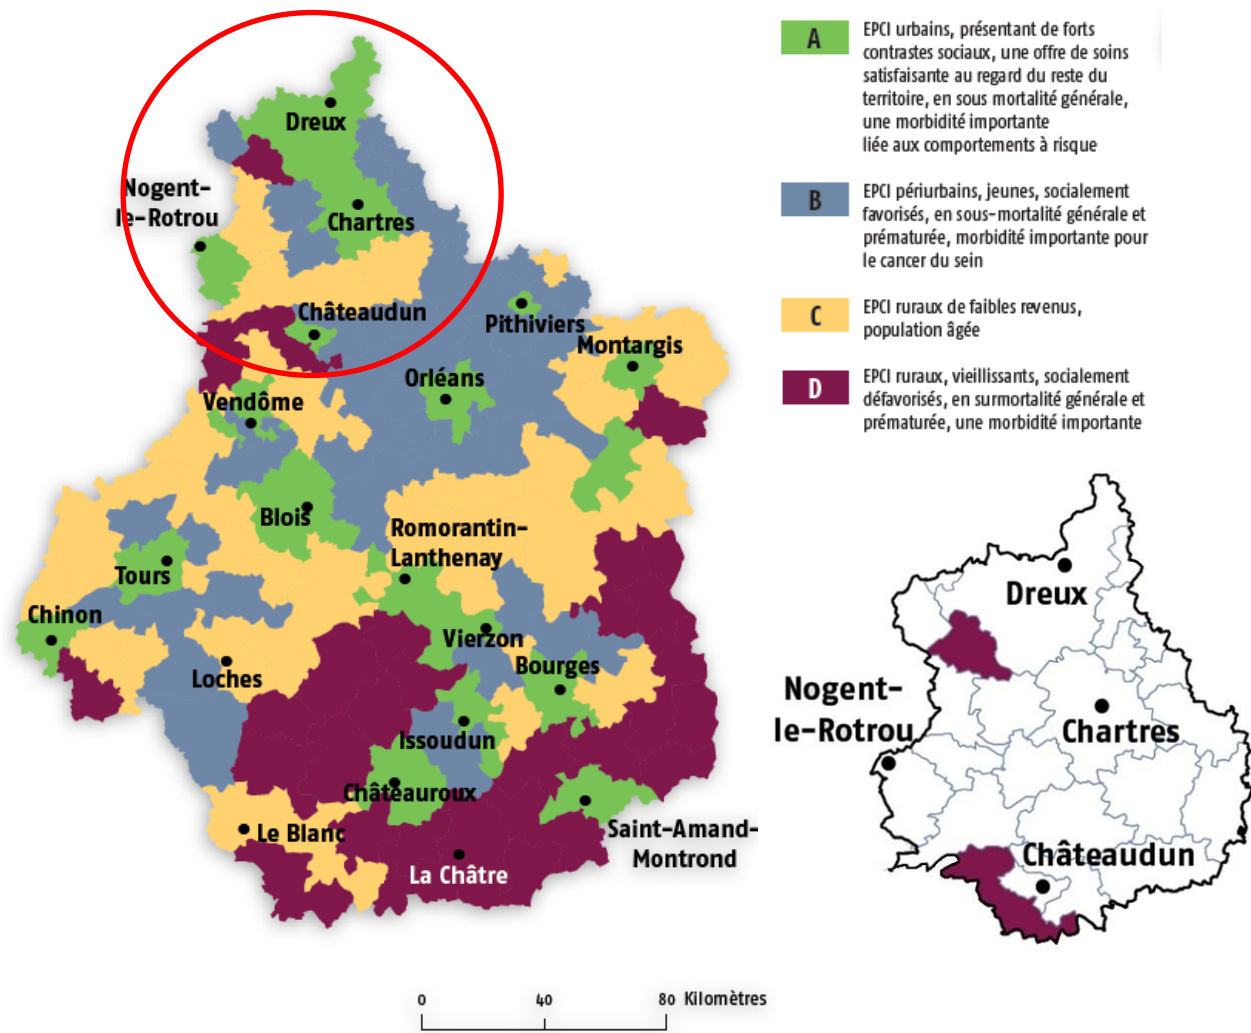 Dreux
Nogent-
le-Rotrou
Chartres
Châteaudun
Pithiviers
Montargis
Orléans
Vendôme
Blois
Romorantin-
Lanthenay
Tours
Chinon
Vierzon
Bourges
Loches
Issoudun
Châteauroux
Le Blanc
Saint-Amand-
Montrond
La Châtre
0 40 80 Kilomètres
A
EPCI urbains, présentant de forts
contrastes sociaux, une offre de soins
satisfaisante au regard du reste du
territoire, en sous mortalité générale,
une morbidité importante
liée aux comportements à risque
B
EPCI périurbains, jeunes, socialement
favorisés, en sous-mortalité générale et
prématurée, morbidité importante pour
le cancer du sein
C
EPCI ruraux de faibles revenus,
population âgée
D
EPCI ruraux, vieillissants, socialement
défavorisés, en surmortalité générale et
prématurée, une morbidité importante
Dreux
Nogent-
le-Rotrou
Chartres
Châteaudun